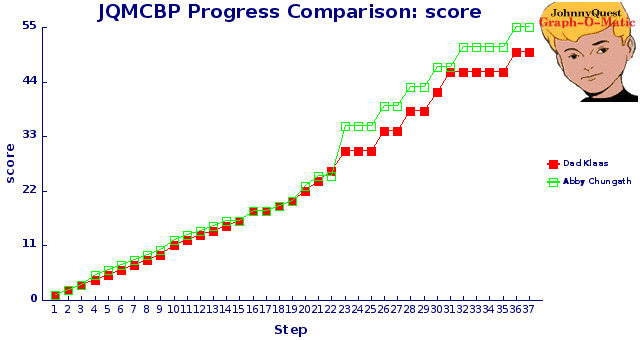 JQMCBP Progress Comparison: score
JohnnyQuest
Graph-O-Matic
55
44
33
22
11
0
score
1 2 3 4 5 6 7 8 9 10 11 12 13 14 15 16 17 18 19 20 21 22 23 24 25 26 27 28 29 30 31 32 33 34 35 36 37
Step
Dad Klaas
Abby Chungath